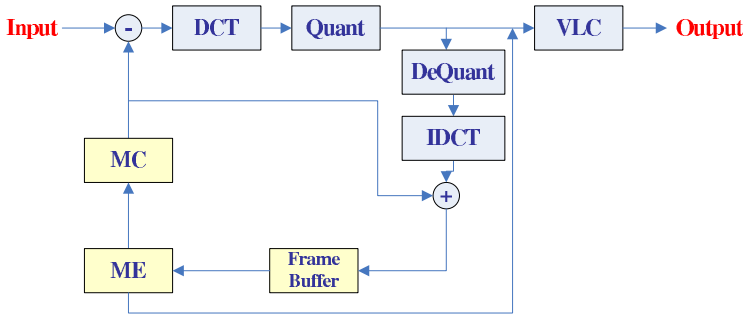 Input
-
DCT
Quant
VLC
Output
DeQuant
IDCT
MC
+
ME
Frame
Buffer